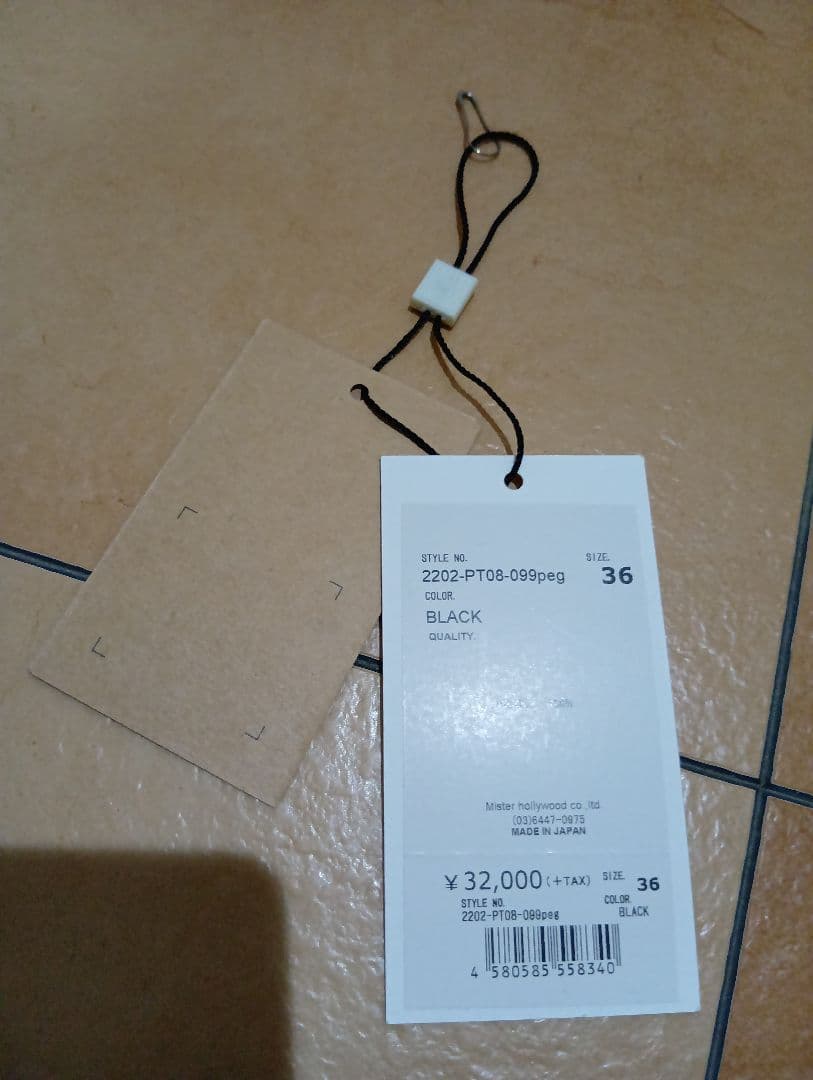 STYLE NO.
SIZE.
2202-PT08-099peg
36
COLOR.
BLACK
QUALITY.
Mister hollywood co.,ltd.
(03)6447-0975
MADE IN JAPAN
¥32,000(+TAX)
SIZE.
36
STYLE NO.
COLOR.
2202-PT08-099peg
BLACK
4 580585 558340